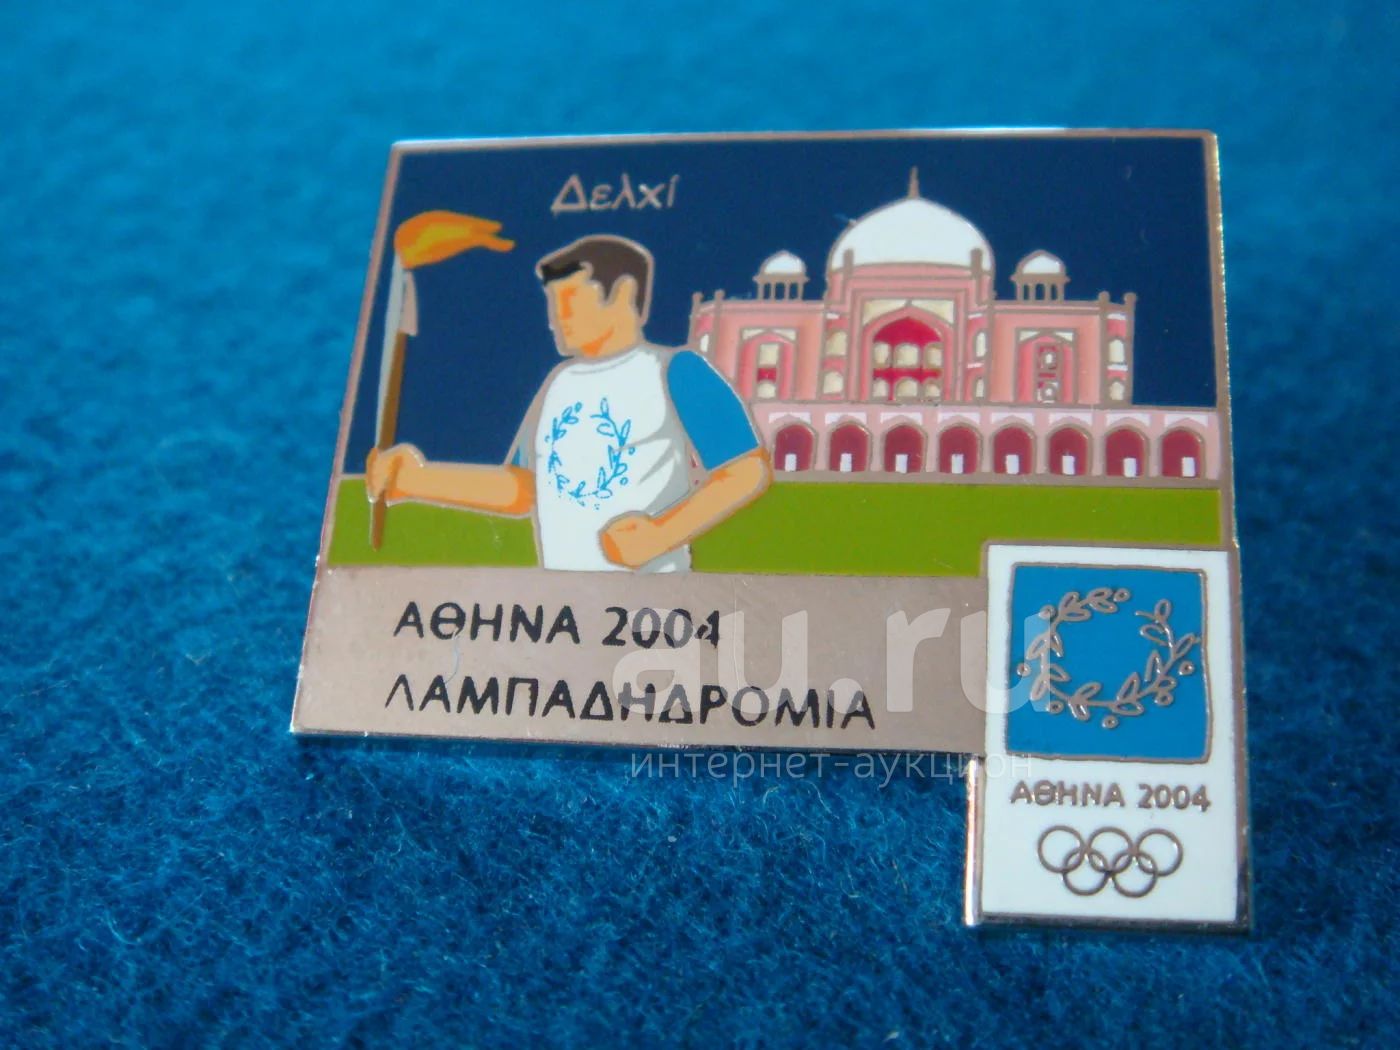 Δελχί
ΑΘΗΝΑ 2004
ΛΑΜΠΑΔΗΔΡΟΜΙΑ
au.ru
интернет-аукцион
ΑΘΗΝΑ 2004